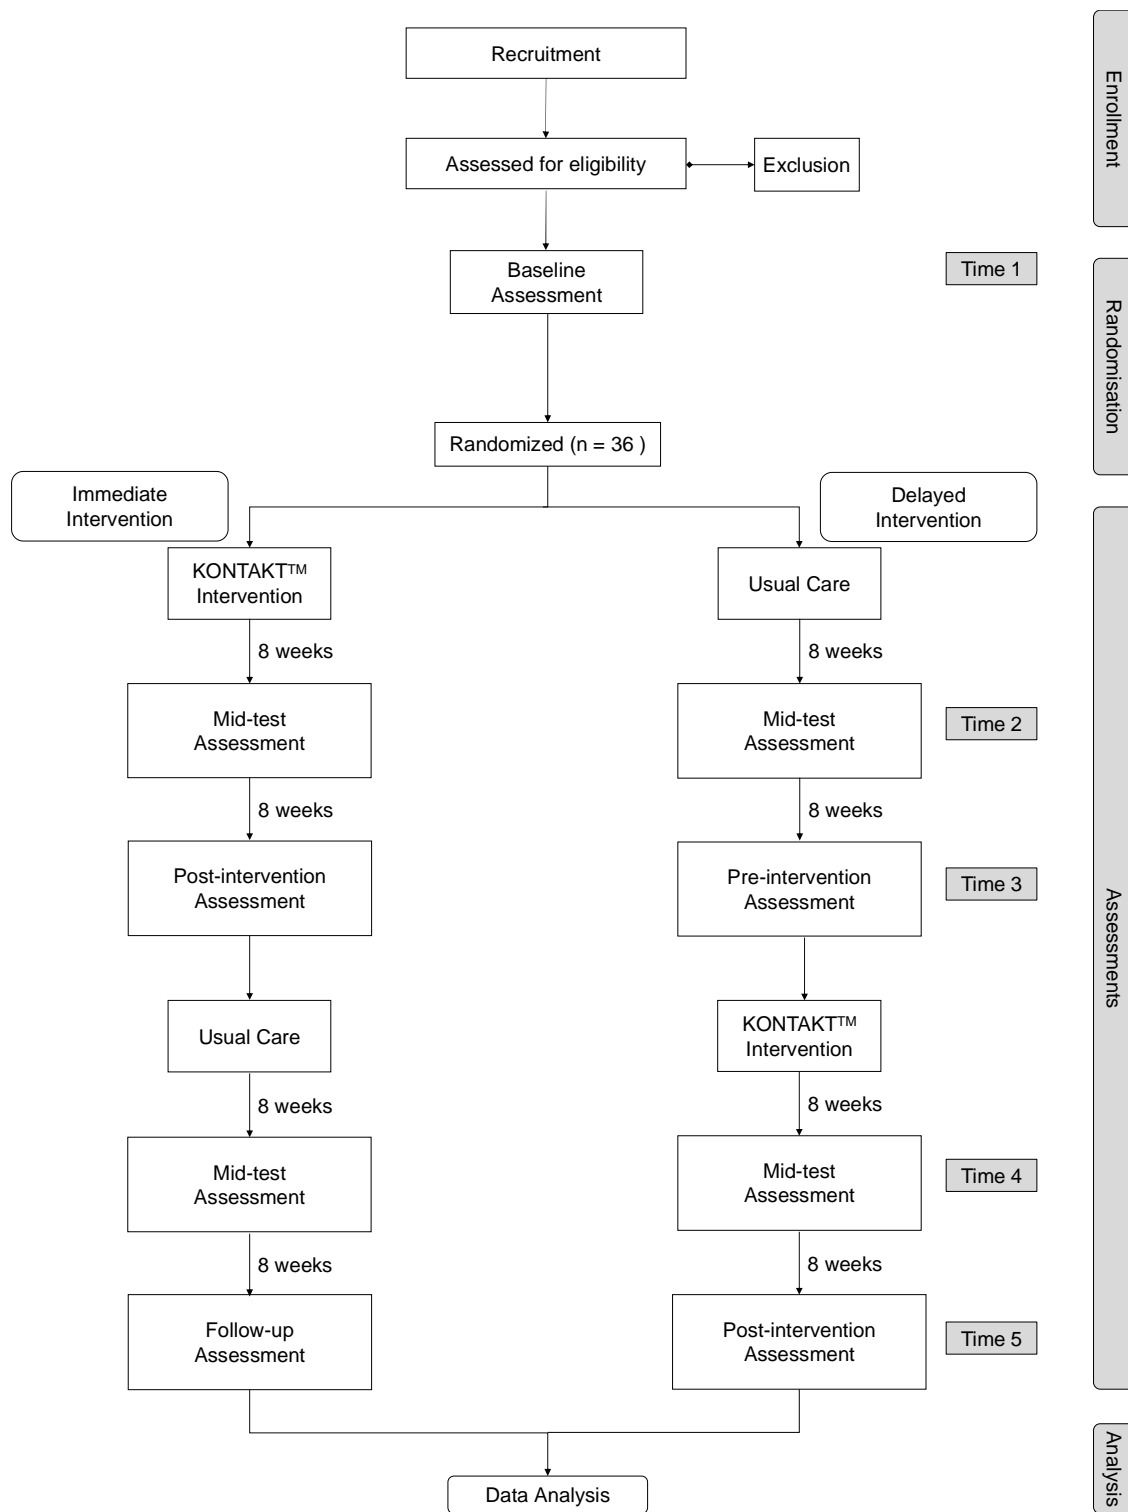 Recruitment
Enrollment
Assessed for eligibility
Exclusion
Baseline
Assessment
Time 1
Randomisation
Randomized (n = 36 )
Immediate
Intervention
Delayed
Intervention
KONTAKT™
Intervention
Usual Care
8 weeks
8 weeks
Mid-test
Assessment
Mid-test
Assessment
Time 2
8 weeks
8 weeks
Post-intervention
Assessment
Pre-intervention
Assessment
Time 3
Assessments
Usual Care
KONTAKT™
Intervention
8 weeks
8 weeks
Mid-test
Assessment
Mid-test
Assessment
Time 4
8 weeks
8 weeks
Follow-up
Assessment
Post-intervention
Assessment
Time 5
Data Analysis
Analysis